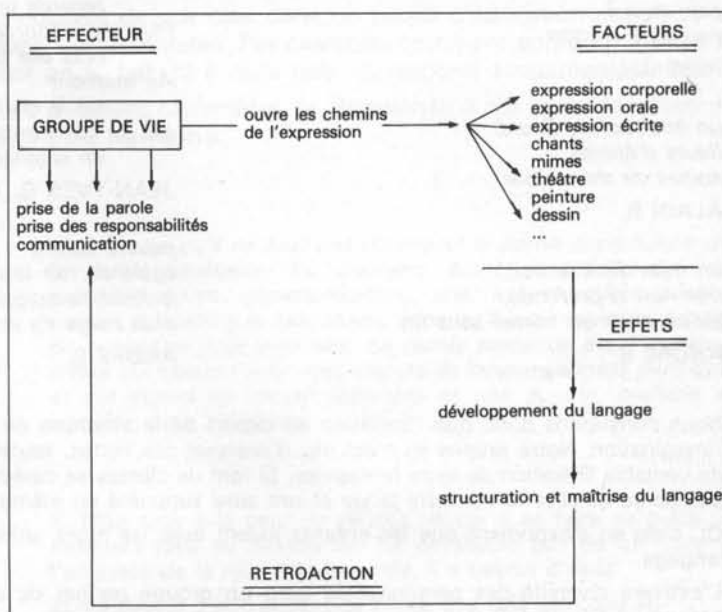 EFFECTEUR
FACTEURS
GROUPE DE VIE
ouvre les chemins
de l'expression
expression corporelle
expression orale
expression écrite
chants
mimes
théâtre
peinture
dessin
...
prise de la parole
prise des responsabilités
communication
EFFETS
développement du langage
structuration et maîtrise du langage
RETROACTION